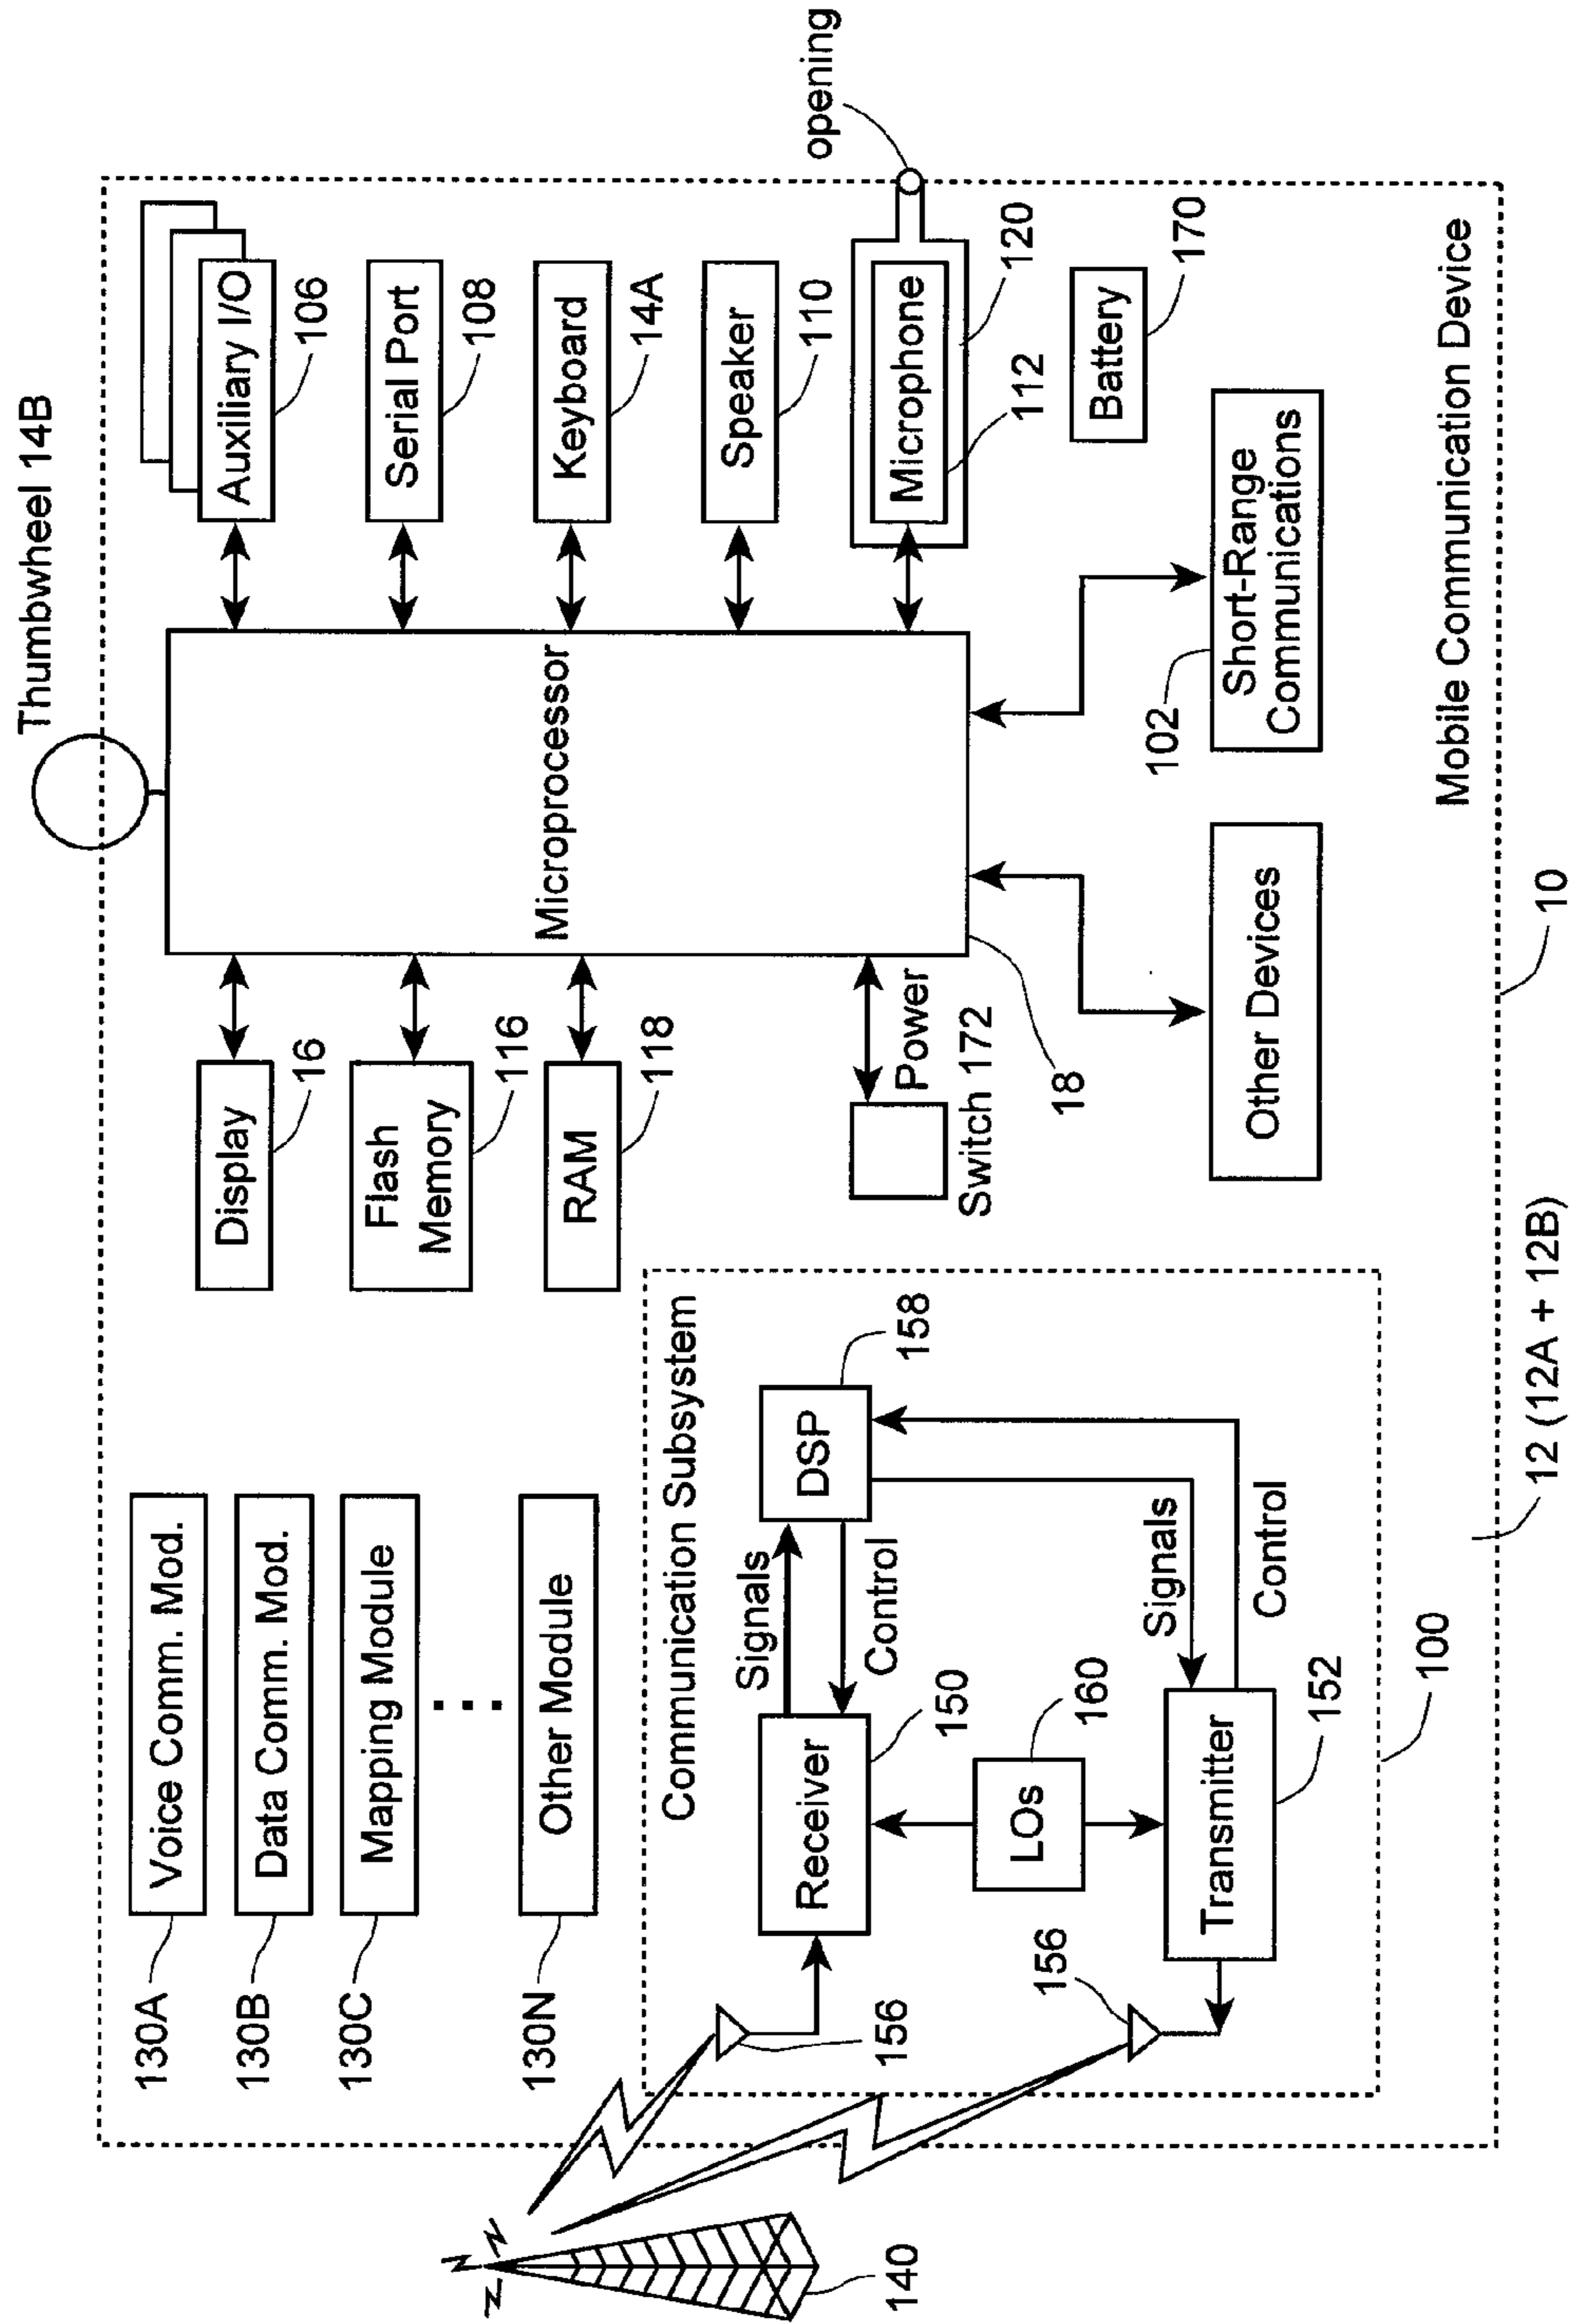 Thumbwheel 14B
130A
Voice Comm. Mod.
130B
Data Comm. Mod.
130C
Mapping Module
130N
Other Module
Display
16
Flash
Memory
116
RAM
118
Power
Switch 172
Microprocessor
18
Auxiliary I/O
106
Serial Port
108
Keyboard
14A
Speaker
110
Microphone
112
120
opening
Battery
170
Short-Range
Communications
102
Other Devices
Communication Subsystem
Receiver
150
Signals
Control
DSP
158
LOs
160
Signals
Control
Transmitter
152
156
156
140
100
Mobile Communication Device
12 (12A + 12B)
10